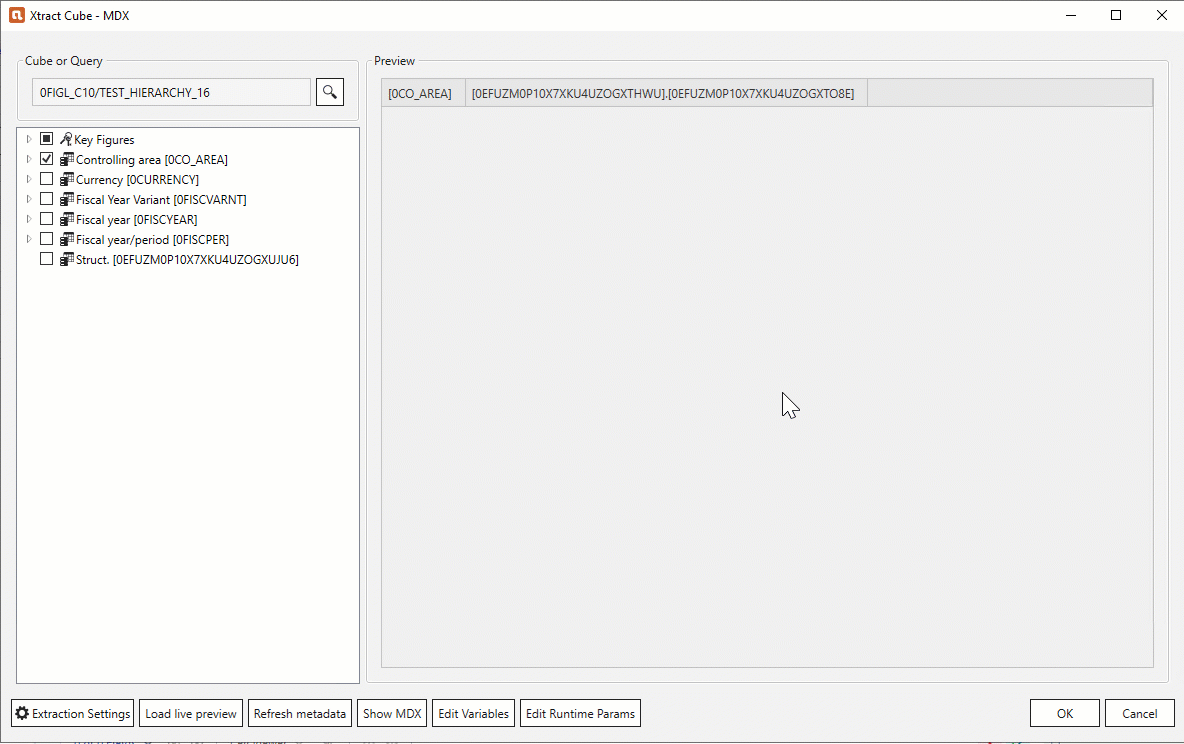 Xtract Cube - MDX
Cube or Query
0FIGL_C10/TEST_HIERARCHY_16
Key Figures
Controlling area [0CO_AREA]
Currency [0CURRENCY]
Fiscal Year Variant [0FISCVARNT]
Fiscal year [0FISCYEAR]
Fiscal year/period [0FISCPER]
Struct. [0EFUZM0P10X7XKU4UZOGXUJU6]
Preview
[0CO_AREA] [0EFUZM0P10X7XKU4UZOGXTHWU].[0EFUZM0P10X7XKU4UZOGXTO8E]
Extraction Settings Load live preview Refresh metadata Show MDX Edit Variables Edit Runtime Params OK Cancel